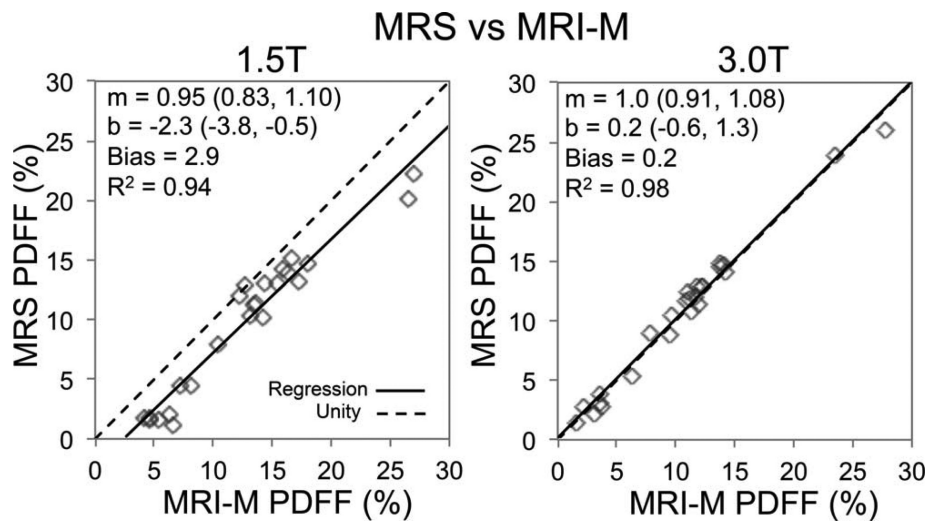 MRS vs MRI-M
1.5T
m = 0.95 (0.83, 1.10)
b = -2.3 (-3.8, -0.5)
Bias = 2.9
R² = 0.94
Regression
Unity
30
25
20
15
10
5
0
0 5 10 15 20 25 30
MRS PDFF (%)
MRI-M PDFF (%)
3.0T
m = 1.0 (0.91, 1.08)
b = 0.2 (-0.6, 1.3)
Bias = 0.2
R² = 0.98
30
25
20
15
10
5
0
0 5 10 15 20 25 30
MRS PDFF (%)
MRI-M PDFF (%)